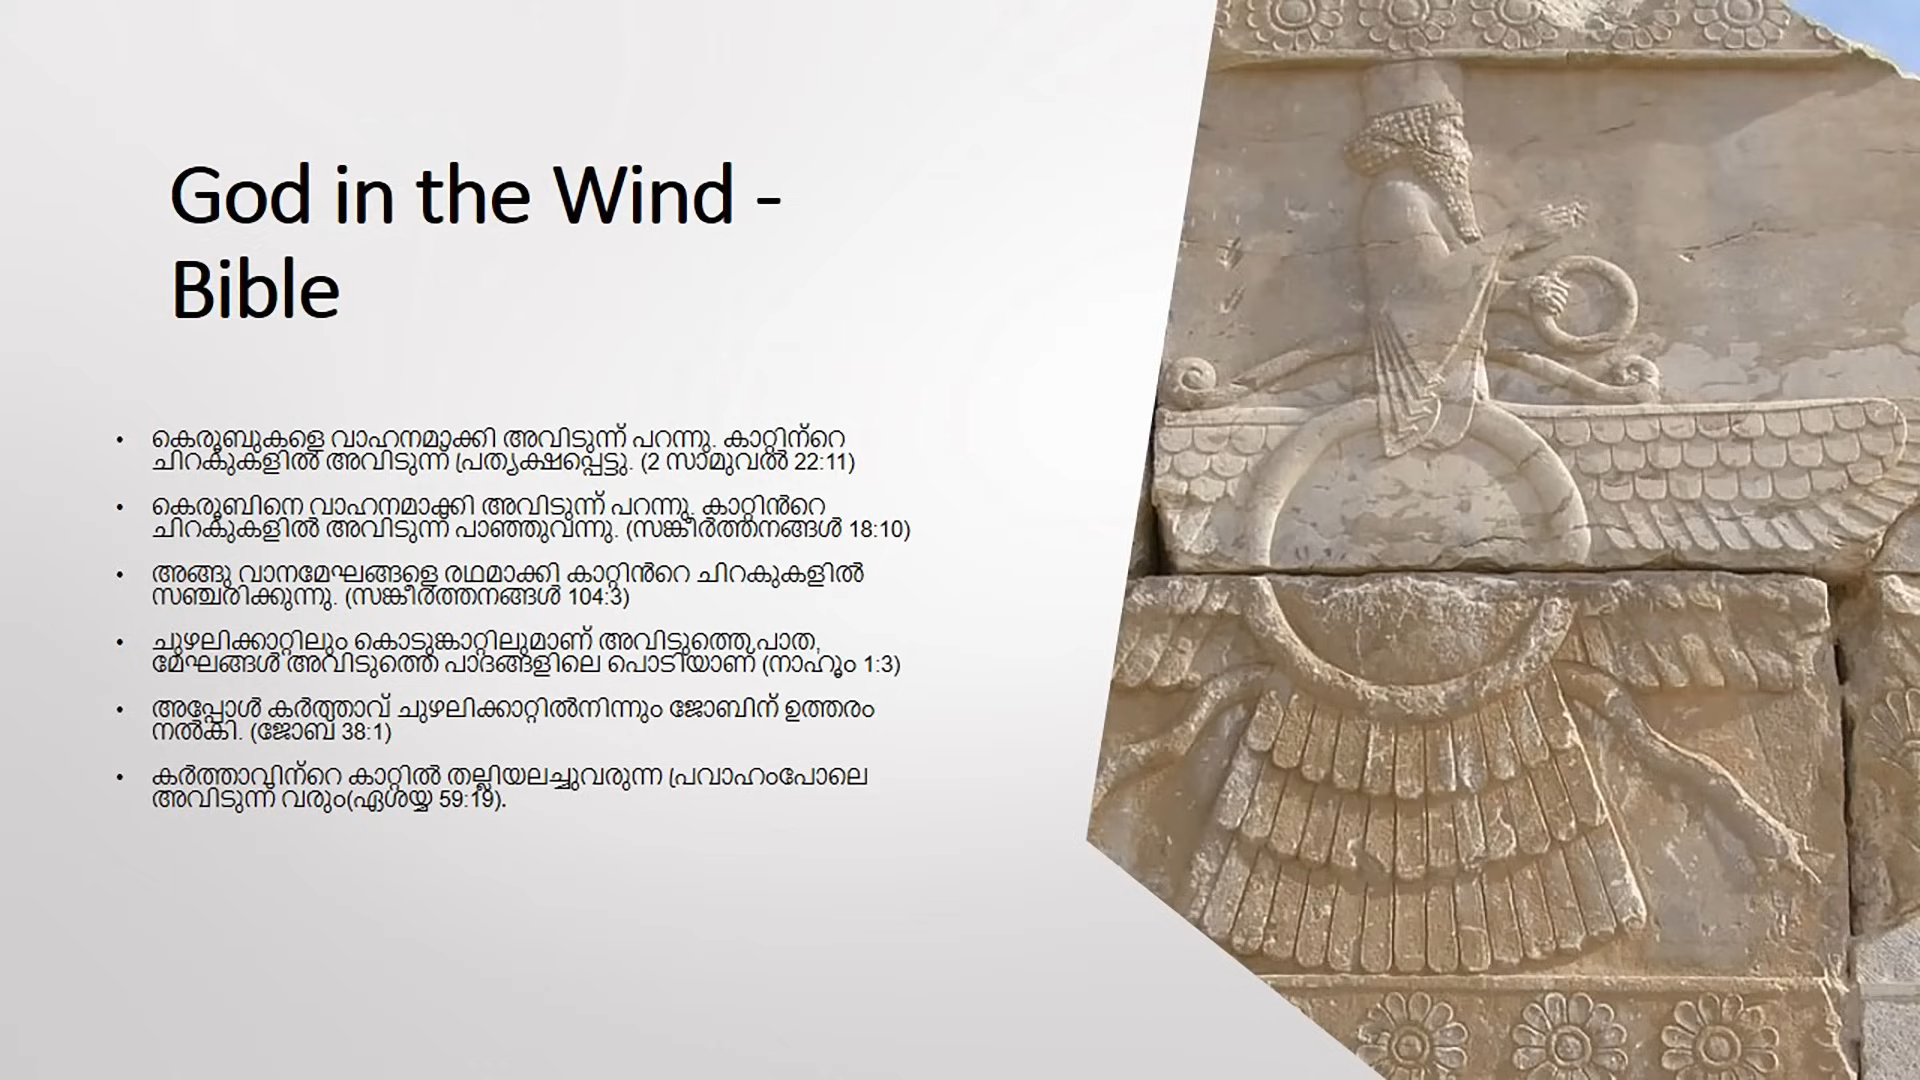 God in the Wind -
Bible
• കെരൂബുകളെ വാഹനമാക്കി അവിടുന്ന് പറന്നു. കാറ്റിന്റെ
ചിറകുകളിൽ അവിടുന്ന് പ്രത്യക്ഷപ്പെട്ടു. (2 സാമുവൽ 22:11)
• കെരൂബിനെ വാഹനമാക്കി അവിടുന്ന് പറന്നു. കാറ്റിൻറെ
ചിറകുകളിൽ അവിടുന്ന് പാഞ്ഞുവന്നു. (സങ്കീർത്തനങ്ങൾ 18:10)
• അങ്ങു വാനമേഘങ്ങളെ രഥമാക്കി കാറ്റിൻറെ ചിറകുകളിൽ
സഞ്ചരിക്കുന്നു. (സങ്കീർത്തനങ്ങൾ 104:3)
• ചുഴലിക്കാറ്റിലും കൊടുങ്കാറ്റിലുമാണ് അവിടുത്തെ പാത,
മേഘങ്ങൾ അവിടുത്തെ പാദങ്ങളിലെ പൊടിയാണ് (നാഹൂം 1:3)
• അപ്പോൾ കർത്താവ് ചുഴലിക്കാറ്റിൽനിന്നും ജോബിന് ഉത്തരം
നൽകി. (ജോബ് 38:1)
• കർത്താവിന്റെ കാറ്റിൽ തല്ലിയലച്ചുവരുന്ന പ്രവാഹംപോലെ
അവിടുന്ന് വരും(ഏശയ്യ 59:19).